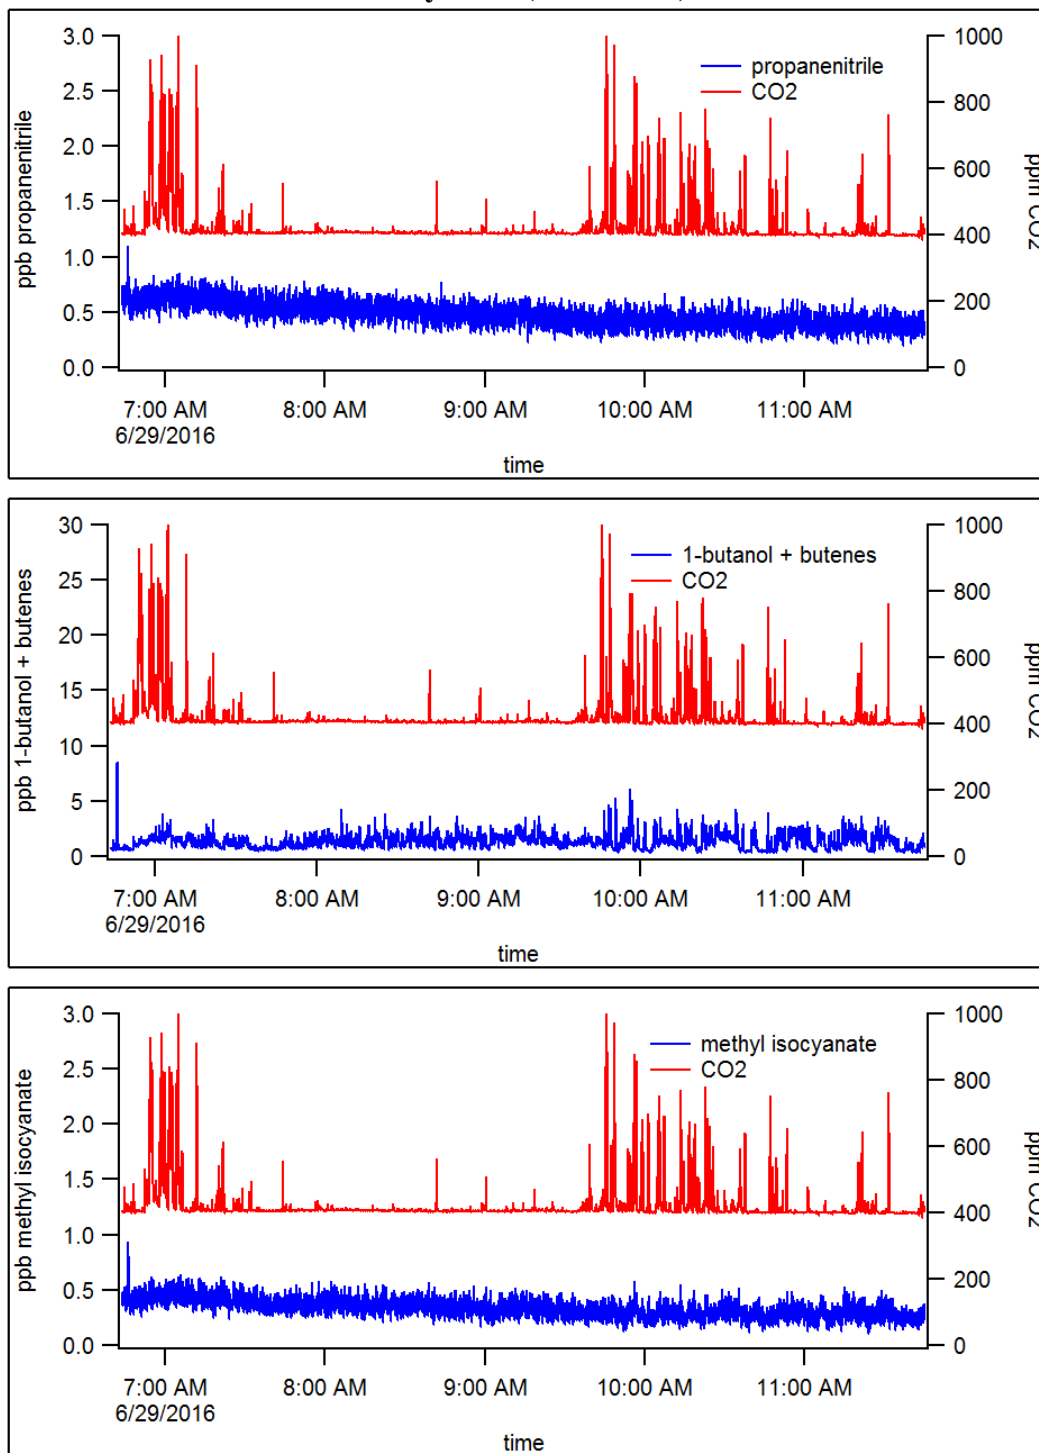 3.0
2.5
2.0
1.5
1.0
0.5
0.0
ppb propanenitrile
propanenitrile
CO2
1000
800
600
400
200
0
ppm CO2
7:00 AM
8:00 AM
9:00 AM
10:00 AM
11:00 AM
6/29/2016
time
30
25
20
15
10
5
0
ppb 1-butanol + butenes
1-butanol + butenes
CO2
1000
800
600
400
200
0
ppm CO2
7:00 AM
8:00 AM
9:00 AM
10:00 AM
11:00 AM
6/29/2016
time
3.0
2.5
2.0
1.5
1.0
0.5
0.0
ppb methyl isocyanate
methyl isocyanate
CO2
1000
800
600
400
200
0
ppm CO2
7:00 AM
8:00 AM
9:00 AM
10:00 AM
11:00 AM
6/29/2016
time